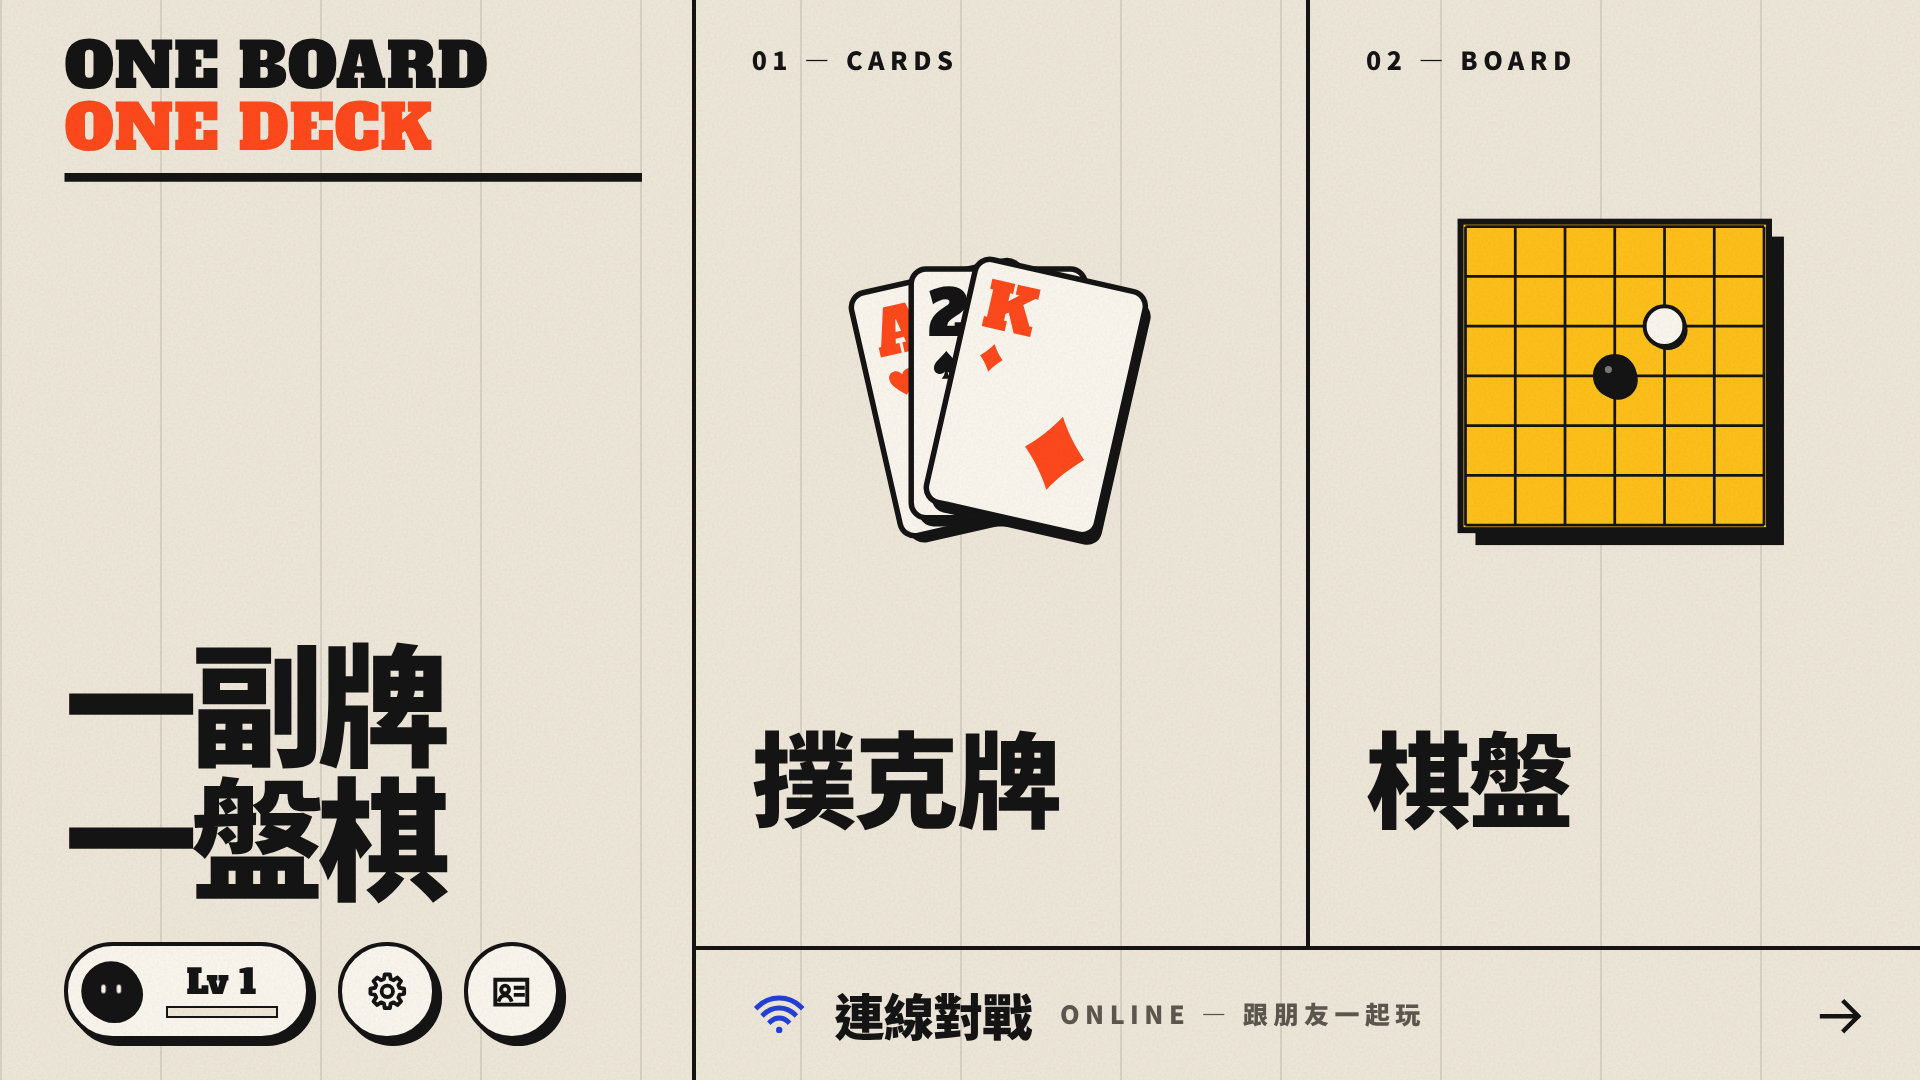 ONE BOARD
ONE DECK
一副牌
一盤棋
Lv 1
01 — CARDS
A
2
K
撲克牌
02 — BOARD
棋盤
連線對戰 ONLINE — 跟朋友一起玩